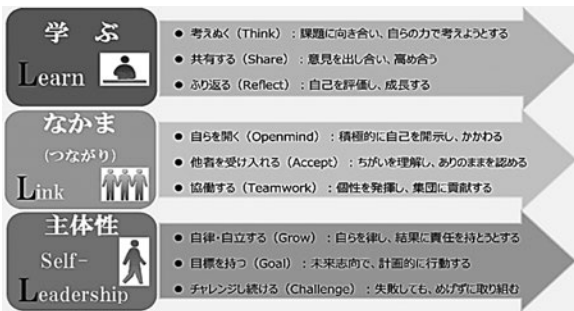 学ぶ
Learn
● 考えぬく（Think）：課題に向き合い、自らの力で考えようとする
● 共有する（Share）：意見を出し合い、高め合う
● ふり返る（Reflect）：自己を評価し、成長する
なかま
（つながり）
Link
● 自らを開く（Openmind）：積極的に自己を開示し、かかわる
● 他者を受け入れる（Accept）：ちがいを理解し、ありのままを認める
● 協働する（Teamwork）：個性を発揮し、集団に貢献する
主体性
Self-
Leadership
● 自律・自立する（Grow）：自らを律し、結果に責任を持とうとする
● 目標を持つ（Goal）：未来志向で、計画的に行動する
● チャレンジし続ける（Challenge）：失敗しても、めげずに取り組む